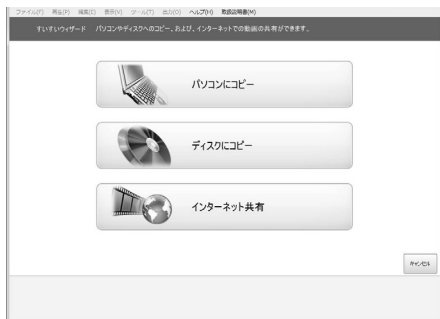 ファイル(F) 再生(P) 編集(E) 表示(V) ツール(T) 出力(O) ヘルプ(H) 取扱説明書(M)
すいすいウィザード パソコンやディスクへのコピー、および、インターネットでの動画の共有ができます。
パソコンにコピー
ディスクにコピー
インターネット共有
キャンセル